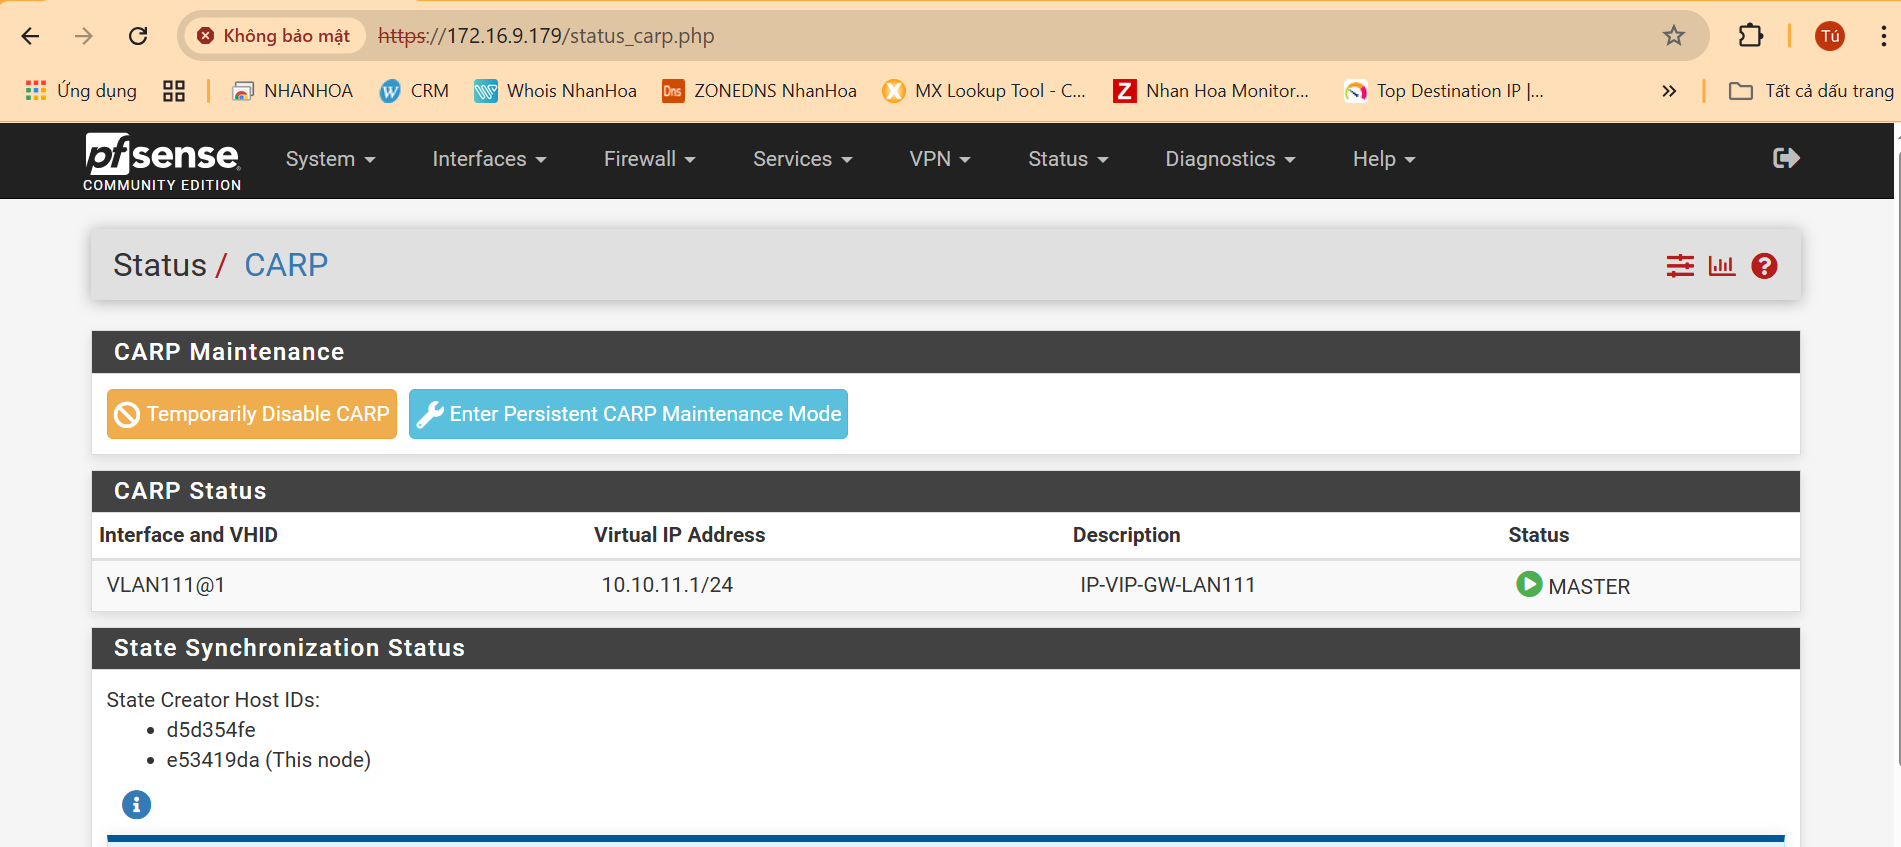 Không bảo mật https://172.16.9.179/status_carp.php Tú
Ứng dụng NHANHOA CRM Whois NhanHoa Dns ZONEDNS NhanHoa MX Lookup Tool - C... Z Nhan Hoa Monitor... Top Destination IP |... » Tất cả dấu trang
pfsense System Interfaces Firewall Services VPN Status Diagnostics Help
COMMUNITY EDITION
Status / CARP
CARP Maintenance
Temporarily Disable CARP Enter Persistent CARP Maintenance Mode
CARP Status
Interface and VHID Virtual IP Address Description Status
VLAN111@1 10.10.11.1/24 IP-VIP-GW-LAN111 MASTER
State Synchronization Status
State Creator Host IDs:
• d5d354fe
• e53419da (This node)